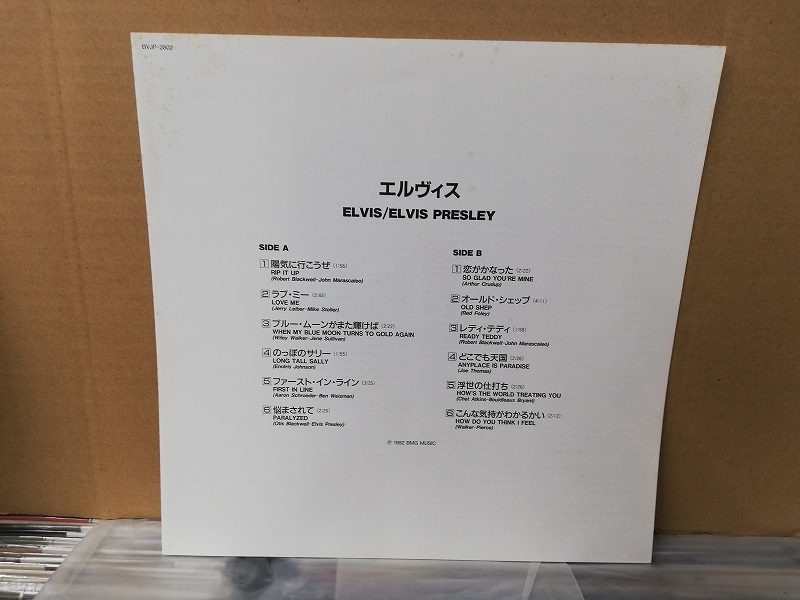 BVJP-2802
エルヴィス
ELVIS/ELVIS PRESLEY
SIDE A
1 陽気に行こうぜ (1:56)
RIP IT UP
(Robert Blackwell-John Marascaleo)
2 ラブ・ミー (2:45)
LOVE ME
(Jerry Leiber-Mike Stoller)
3 ブルー・ムーンがまた輝けば (2:22)
WHEN MY BLUE MOON TURNS TO GOLD AGAIN
(Wiley Walker-Jene Sullivan)
4 のっぽのサリー (1:55)
LONG TALL SALLY
(Enotris Johnson)
5 ファースト・イン・ライン (3:25)
FIRST IN LINE
(Aaron Schroeder-Ben Weisman)
6 悩まされて (2:26)
PARALYZED
(Otis Blackwell-Elvis Presley)
SIDE B
1 恋がかなった (2:22)
SO GLAD YOU'RE MINE
(Arthur Crudup)
2 オールド・シェップ (4:11)
OLD SHEP
(Red Foley)
3 レディ・テディ (1:58)
READY TEDDY
(Robert Blackwell-John Marascaleo)
4 どこでも天国 (2:26)
ANYPLACE IS PARADISE
(Joe Thomas)
5 浮世の仕打ち (2:26)
HOW'S THE WORLD TREATING YOU
(Chet Atkins-Bouldleaux Bryant)
6 こんな気持がわかるかい (2:12)
HOW DO YOU THINK I FEEL
(Walker-Pierce)
℗ 1992 BMG MUSIC